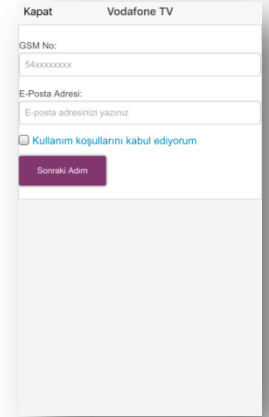 Kapat Vodafone TV
GSM No:
54xxxxxxxx
E-Posta Adresi:
E-posta adresinizi yazınız
Kullanım koşullarını kabul ediyorum
Sonraki Adım